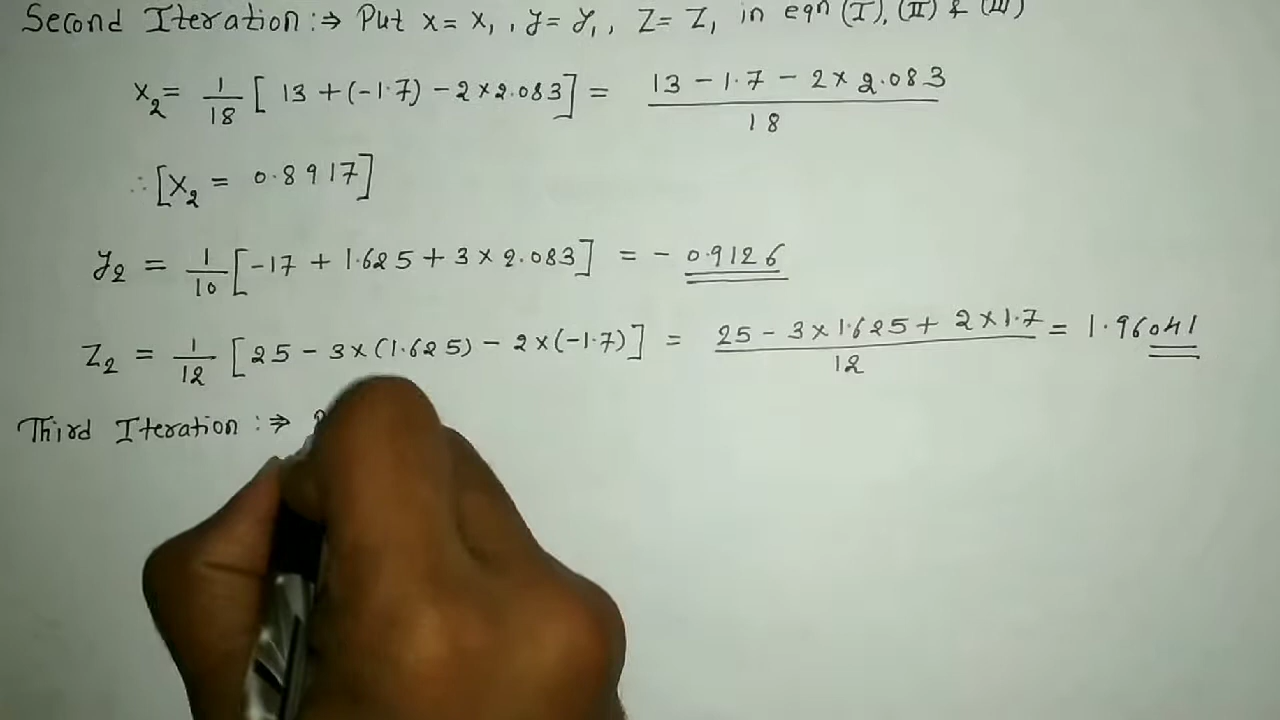 Second Iteration :⇒ Put x = x₁ , y = y₁ , z = z₁ in eqn (I), (II) & (III)
x₂ = 1/18 [ 13 + (-1.7) - 2 × 2.083 ] = 13 - 1.7 - 2 × 2.083 / 18
∴ [x₂ = 0.8917]
y₂ = 1/10 [ -17 + 1.625 + 3 × 2.083 ] = - 0.9126
z₂ = 1/12 [ 25 - 3 × (1.625) - 2 × (-1.7) ] = 25 - 3 × 1.625 + 2 × 1.7 / 12 = 1.96041
Third Iteration :⇒